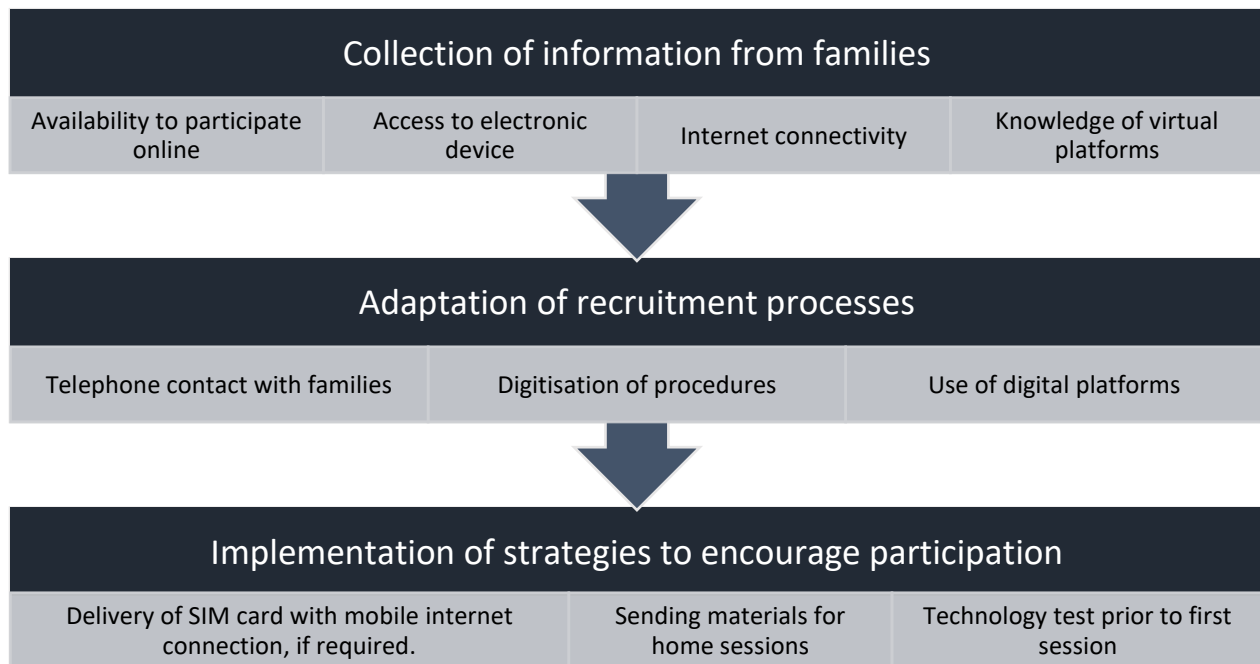 Collection of information from families
Availability to participate
online
Access to electronic
device
Internet connectivity
Knowledge of virtual
platforms
Adaptation of recruitment processes
Telephone contact with families
Digitisation of procedures
Use of digital platforms
Implementation of strategies to encourage participation
Delivery of SIM card with mobile internet
connection, if required.
Sending materials for
home sessions
Technology test prior to first
session